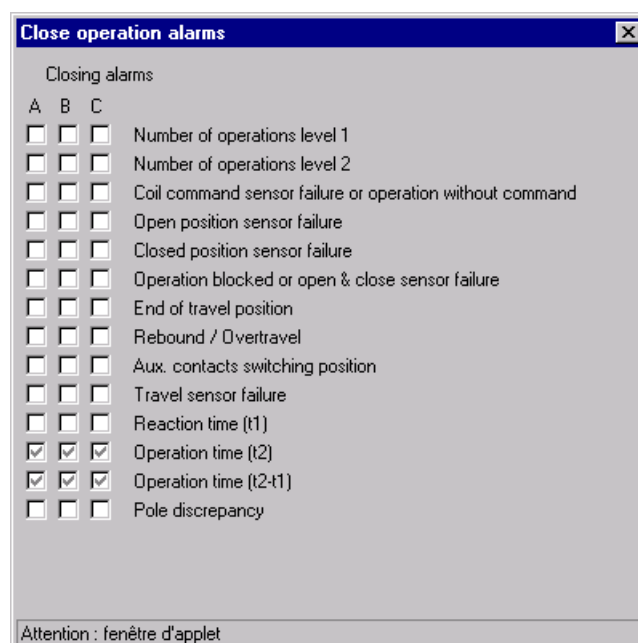 Close operation alarms
Closing alarms
A B C
Number of operations level 1
Number of operations level 2
Coil command sensor failure or operation without command
Open position sensor failure
Closed position sensor failure
Operation blocked or open & close sensor failure
End of travel position
Rebound / Overtravel
Aux. contacts switching position
Travel sensor failure
Reaction time (t1)
Operation time (t2)
Operation time (t2-t1)
Pole discrepancy
Attention : fenêtre d'applet